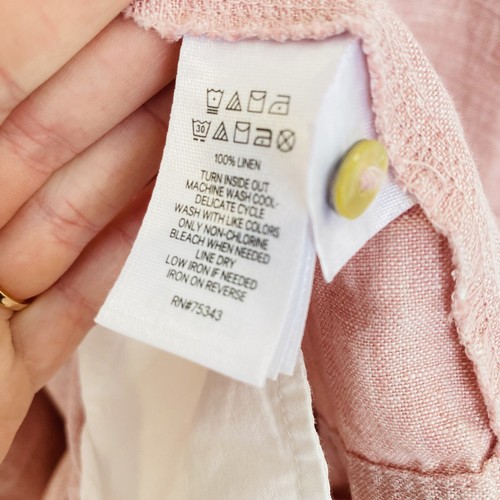 30
100% LINEN
TURN INSIDE OUT
MACHINE WASH COOL-
DELICATE CYCLE
WASH WITH LIKE COLORS
ONLY NON-CHLORINE
BLEACH WHEN NEEDED
LINE DRY
LOW IRON IF NEEDED
IRON ON REVERSE
RN#75343